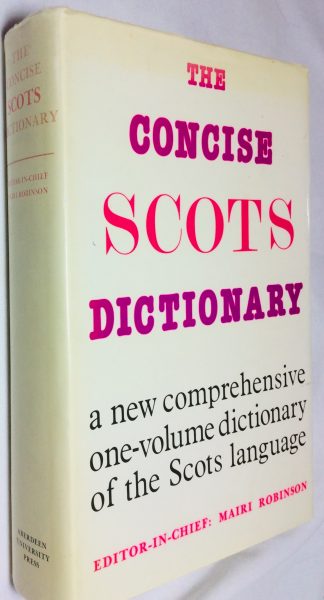 THE
CONCISE
SCOTS
DICTIONARY
a new comprehensive
one-volume dictionary
of the Scots language
EDITOR-IN-CHIEF: MAIRI ROBINSON
THE
CONCISE
SCOTS
DICTIONARY
EDITOR-IN-CHIEF
MAIRI ROBINSON
ABERDEEN
UNIVERSITY
PRESS